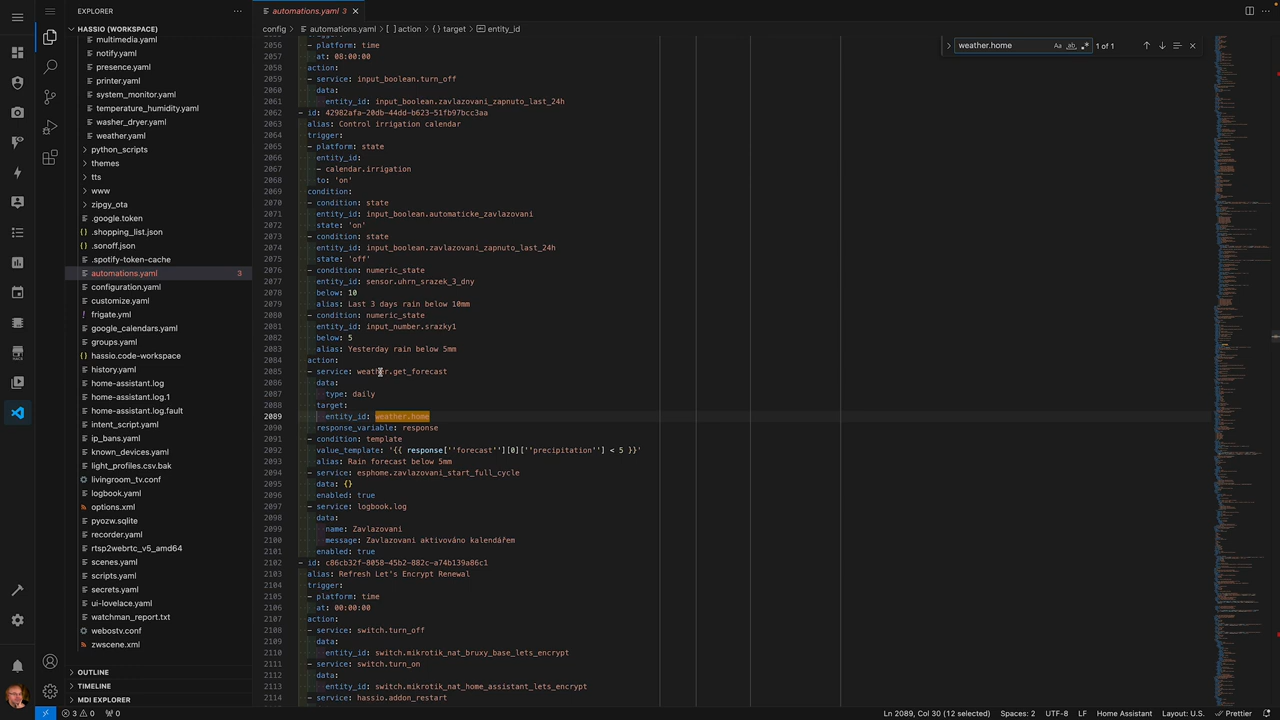 EXPLORER
HASSIO (WORKSPACE)
multimedia.yaml
notify.yaml
presence.yaml
printer.yaml
system_monitor.yaml
temperature_humidity.yaml
washer_dryer.yaml
weather.yaml
python_scripts
themes
tts
www
zipgy_ota
.google.token
.shopping_list.json
.sonoff.json
.spotify-token-cache
automations.yaml 3
configuration.yaml
customize.yaml
frigate.yml
google_calendars.yaml
groups.yaml
hassio.code-workspace
history.yaml
home-assistant.log
home-assistant.log.1
home-assistant.log.fault
intent_script.yaml
ip_bans.yaml
known_devices.yaml
light_profiles.csv.bak
livingroom_tv.conf
logbook.yaml
options.xml
pyozw.sqlite
recorder.yaml
rtsp2webrtc_v5_amd64
scenes.yaml
scripts.yaml
secrets.yaml
ui-lovelace.yaml
watchman_report.txt
webostv.conf
zwscene.xml
OUTLINE
TIMELINE
MDI EXPLORER
automations.yaml 3
config > automations.yaml > [ ] action > {} target > entity_id
weather.home
1 of 1
2056 - platform: time
2057 at: 08:00:00
2058 action:
2059 - service: input_boolean.turn_off
2060 data:
2061 entity_id: input_boolean.zavlazovani_zapnuto_last_24h
2062 - id: 42982afa-20db-44dd-b623-51fb97bcc3aa
2063 alias: Control irrigation calendar
2064 trigger:
2065 - platform: state
2066 entity_id:
2067 - calendar.irrigation
2068 to: 'on'
2069 condition:
2070 - condition: state
2071 entity_id: input_boolean.automaticke_zavlazovani
2072 state: 'on'
2073 - condition: state
2074 entity_id: input_boolean.zavlazovani_zapnuto_last_24h
2075 state: 'off'
2076 - condition: numeric_state
2077 entity_id: sensor.uhrn_srazek_3_dny
2078 below: 10
2079 alias: Last 3 days rain below 10mm
2080 - condition: numeric_state
2081 entity_id: input_number.srazky1
2082 below: 5
2083 alias: Yesterday rain below 5mm
2084 action:
2085 - service: weather.get_forecast
2086 data:
2087 type: daily
2088 target:
2089 entity_id: weather.home
2090 response_variable: response
2091 - condition: template
2092 value_template: '{{ response[''forecast''][0][''precipitation''] < 5 }}'
2093 alias: Rain forecast below 5mm
2094 - service: esphome.zavlazovani_start_full_cycle
2095 data: {}
2096 enabled: true
2097 - service: logbook.log
2098 data:
2099 name: Zavlazovani
2100 message: Zavlazovani aktivováno kalendářem
2101 enabled: true
2102 - id: c86cb32f-8058-45b2-882c-a74b139a86c1
2103 alias: Refresh Let's Encrypt Renewal
2104 trigger:
2105 - platform: time
2106 at: 00:00:00
2107 action:
2108 - service: switch.turn_off
2109 data:
2110 entity_id: switch.mikrotik_nat_bruxy_base_lets_encrypt
2111 - service: switch.turn_on
2112 data:
2113 entity_id: switch.mikrotik_nat_home_assistant_lets_encrypt
2114 - service: hassio.addon_restart
3 0 0
Ln 2089, Col 30 (12 selected) Spaces: 2 UTF-8 LF Home Assistant Layout: U.S. Prettier